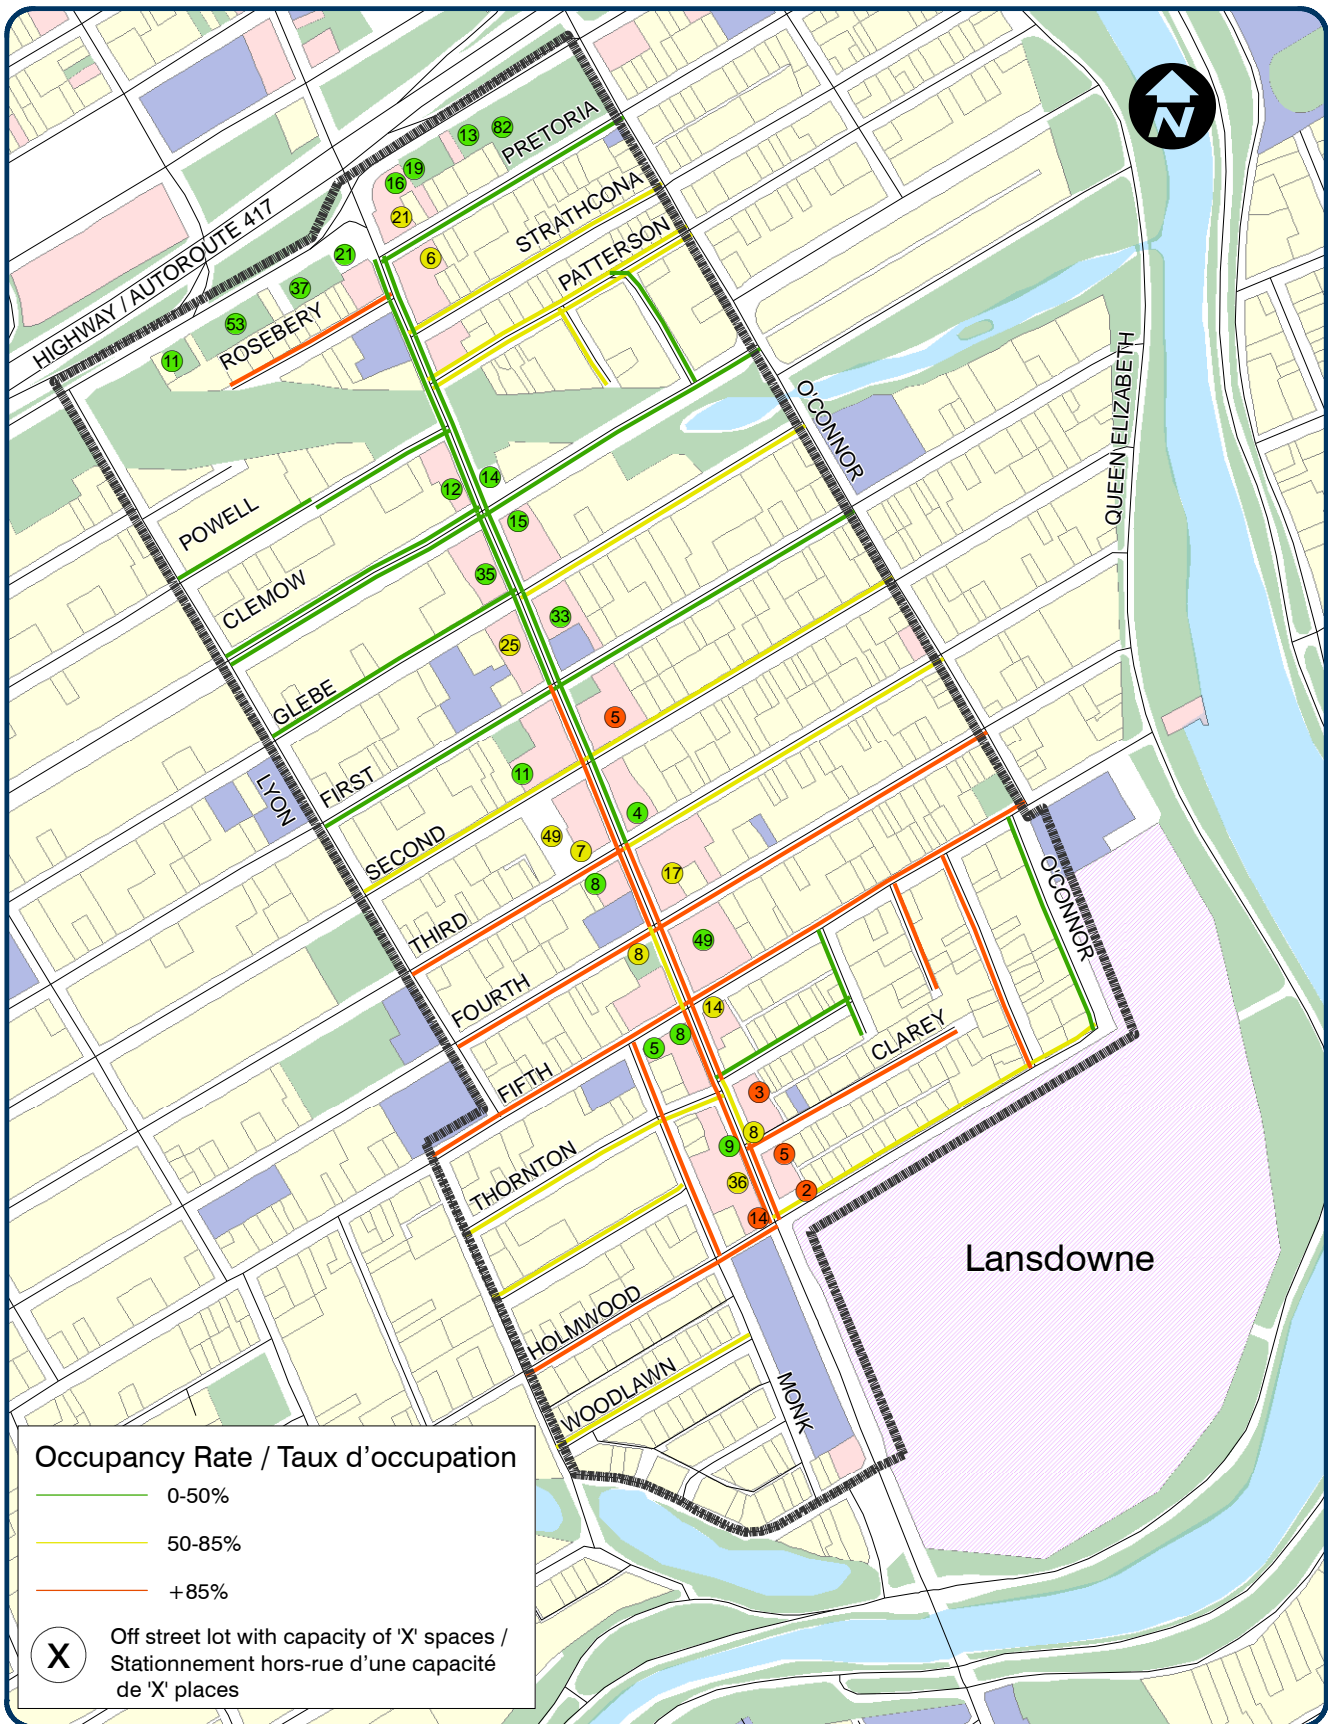 N
13
82
PRETORIA
19
16
21
STRATHCONA
21
6
PATTERSON
HIGHWAY / AUTOROUTE 417
37
53
ROSEBERY
11
O'CONNOR
QUEEN ELIZABETH
14
12
POWELL
15
35
CLEMOW
33
25
GLEBE
5
LYON
FIRST
11
4
49
7
SECOND
17
8
THIRD
49
8
O'CONNOR
FOURTH
14
8
5
CLAREY
FIFTH
3
8
9
5
THORNTON
36
2
14
Lansdowne
HOLMWOOD
WOODLAWN
MONK
Occupancy Rate / Taux d'occupation
0-50%
50-85%
+85%
X
Off street lot with capacity of 'X' spaces /
Stationnement hors-rue d'une capacité
de 'X' places